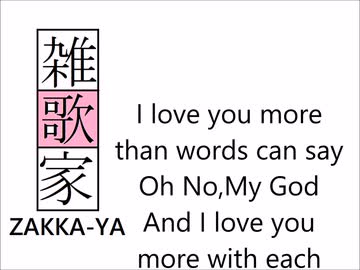 雑
歌
家
ZAKKA-YA
I love you more
than words can say
Oh No,My God
And I love you
more with each